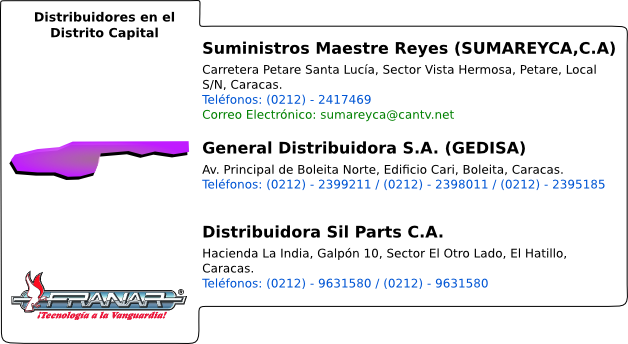 Distribuidores en el
Distrito Capital
Suministros Maestre Reyes (SUMAREYCA,C.A)
Carretera Petare Santa Lucía, Sector Vista Hermosa, Petare, Local
S/N, Caracas.
Teléfonos: (0212) - 2417469
Correo Electrónico: sumareyca@cantv.net
General Distribuidora S.A. (GEDISA)
Av. Principal de Boleita Norte, Edificio Cari, Boleita, Caracas.
Teléfonos: (0212) - 2399211 / (0212) - 2398011 / (0212) - 2395185
Distribuidora Sil Parts C.A.
Hacienda La India, Galpón 10, Sector El Otro Lado, El Hatillo,
Caracas.
Teléfonos: (0212) - 9631580 / (0212) - 9631580
FRANAR ®
¡Tecnología a la Vanguardia!